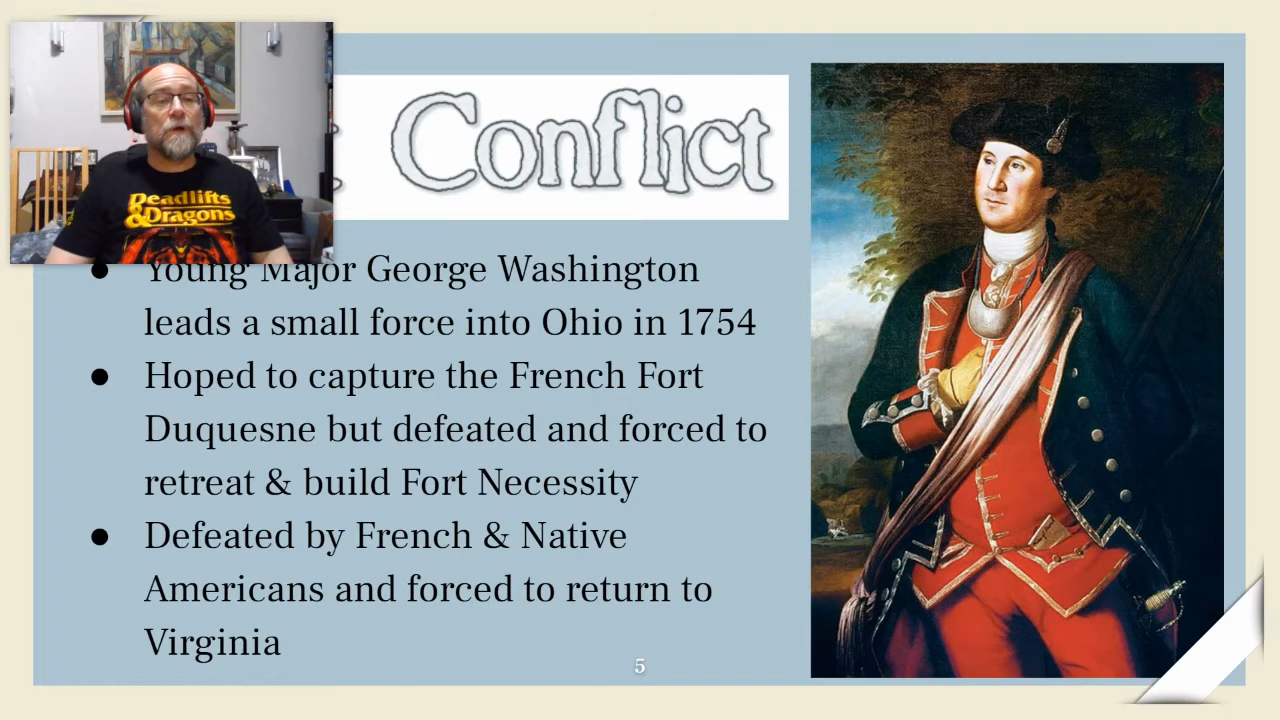 Conflict
Deadlifts
&Dragons
● Young Major George Washington
leads a small force into Ohio in 1754
● Hoped to capture the French Fort
Duquesne but defeated and forced to
retreat & build Fort Necessity
● Defeated by French & Native
Americans and forced to return to
Virginia
5